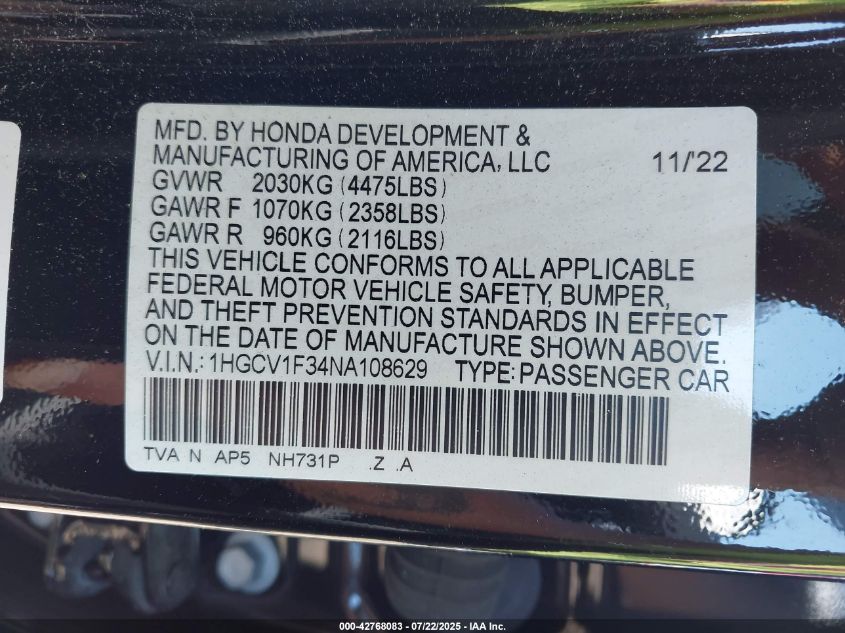 MFD. BY HONDA DEVELOPMENT &
MANUFACTURING OF AMERICA, LLC 11/'22
GVWR 2030KG (4475LBS)
GAWR F 1070KG (2358LBS)
GAWR R 960KG (2116LBS)
THIS VEHICLE CONFORMS TO ALL APPLICABLE
FEDERAL MOTOR VEHICLE SAFETY, BUMPER,
AND THEFT PREVENTION STANDARDS IN EFFECT
ON THE DATE OF MANUFACTURE SHOWN ABOVE.
V.I.N.: 1HGCV1F34NA108629 TYPE: PASSENGER CAR
TVA N AP5 NH731P .Z .A
000-42768083 / 07/22/2025 - IAA Inc.